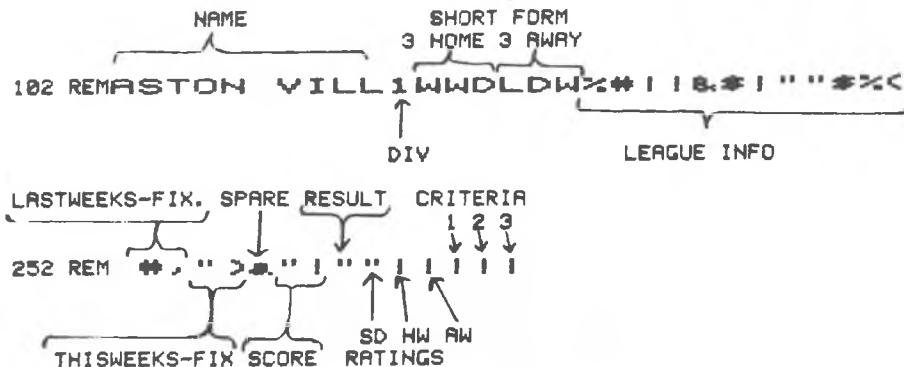 NAME SHORT FORM
3 HOME 3 AWAY
102 REMASTON VILL1WWDLDW%#||&#|""#%<
DIV LEAGUE INFO
LASTWEEKS-FIX. SPARE RESULT CRITERIA
1 2 3
252 REM #," >#."|""|||||
SD HW AW
THISWEEKS-FIX SCORE RATINGS